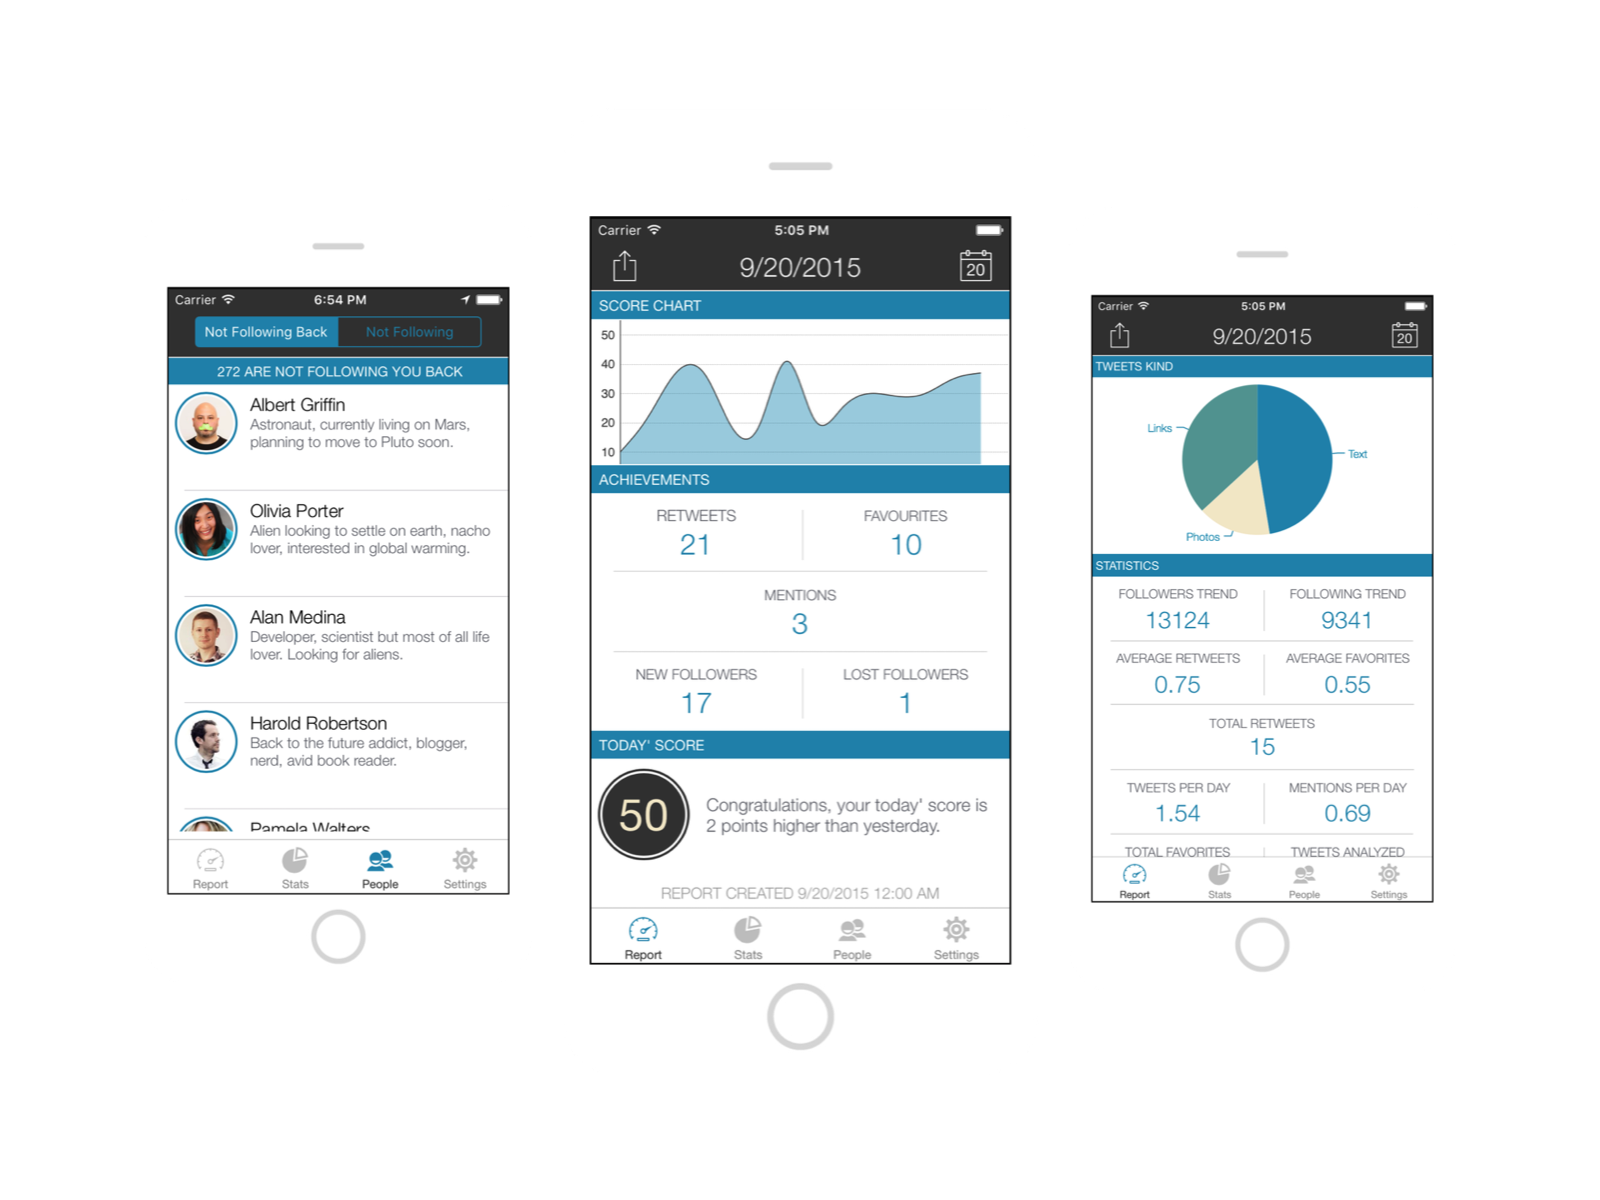 Carrier 6:54 PM
Not Following Back Not Following
272 ARE NOT FOLLOWING YOU BACK
Albert Griffin
Astronaut, currently living on Mars,
planning to move to Pluto soon.
Olivia Porter
Alien looking to settle on earth, nacho
lover, interested in global warming.
Alan Medina
Developer, scientist but most of all life
lover. Looking for aliens.
Harold Robertson
Back to the future addict, blogger,
nerd, avid book reader.
Pamela Walters
Report Stats People Settings
Carrier 5:05 PM
9/20/2015 20
SCORE CHART
50
40
30
20
10
ACHIEVEMENTS
RETWEETS FAVOURITES
21 10
MENTIONS
3
NEW FOLLOWERS LOST FOLLOWERS
17 1
TODAY' SCORE
50
Congratulations, your today' score is
2 points higher than yesterday.
REPORT CREATED 9/20/2015 12:00 AM
Report Stats People Settings
Carrier 5:05 PM
9/20/2015 20
TWEETS KIND
Links
Text
Photos
STATISTICS
FOLLOWERS TREND FOLLOWING TREND
13124 9341
AVERAGE RETWEETS AVERAGE FAVORITES
0.75 0.55
TOTAL RETWEETS
15
TWEETS PER DAY MENTIONS PER DAY
1.54 0.69
TOTAL FAVORITES TWEETS ANALYZED
Report Stats People Settings